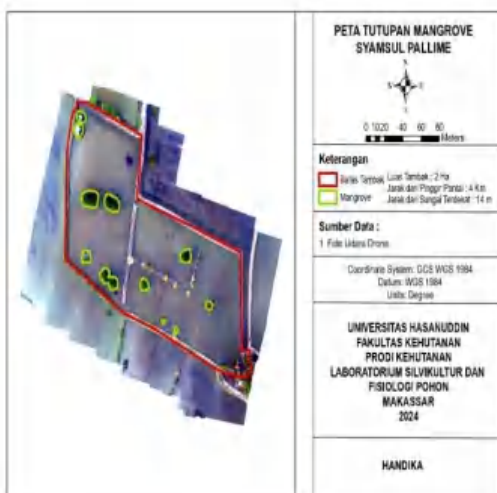 PETA TUTUPAN MANGROVE
SYAMSUL PALLIME
0 1020 40 60 80
Meters
Keterangan
Batas Tambak
Mangrove
Luas Tambak : 2 Ha
Jarak dari Pinggir Pantai : 4 Km
Jarak dari Sungai Terdekat : 14 m
Sumber Data :
1. Foto Udara Drone
Coordinate System: GCS WGS 1984
Datum: WGS 1984
Units: Degree
UNIVERSITAS HASANUDDIN
FAKULTAS KEHUTANAN
PRODI KEHUTANAN
LABORATORIUM SILVIKULTUR DAN
FISIOLOGI POHON
MAKASSAR
2024
HANDIKA